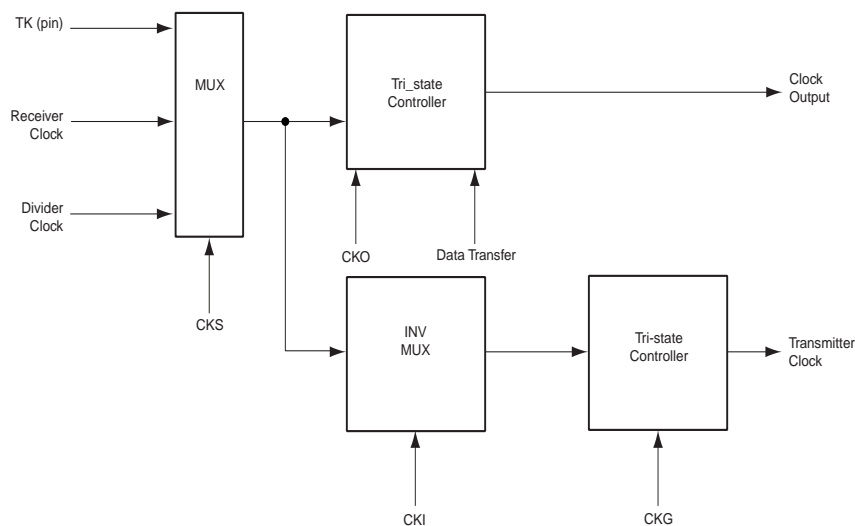 TK (pin)
MUX
Tri_state
Controller
Clock
Output
Receiver
Clock
Divider
Clock
CKO
Data Transfer
CKS
INV
MUX
Tri-state
Controller
Transmitter
Clock
CKI
CKG